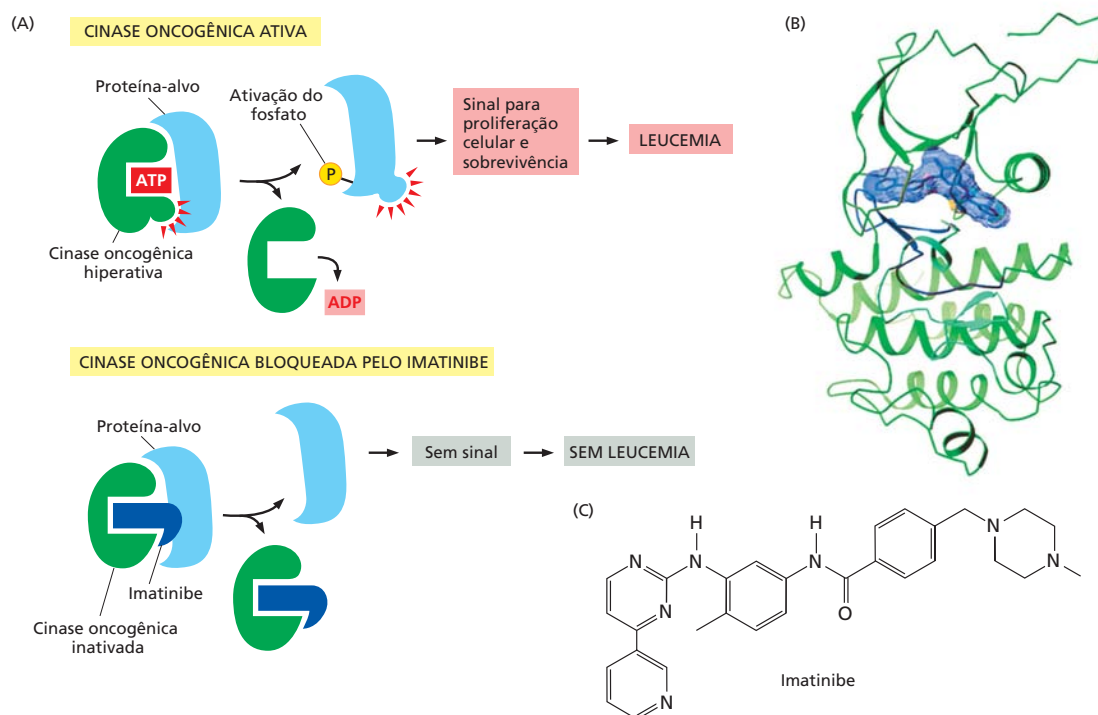 (A)
CINASE ONCOGÊNICA ATIVA
Proteína-alvo
ATP
Cinase oncogênica
hiperativa
Ativação do
fosfato
P
ADP
Sinal para
proliferação
celular e
sobrevivência
LEUCEMIA
CINASE ONCOGÊNICA BLOQUEADA PELO IMATINIBE
Proteína-alvo
Imatinibe
Cinase oncogênica
inativada
Sem sinal
SEM LEUCEMIA
(B)
(C)
H
H
N
N
N
N
N
N
N
O
Imatinibe